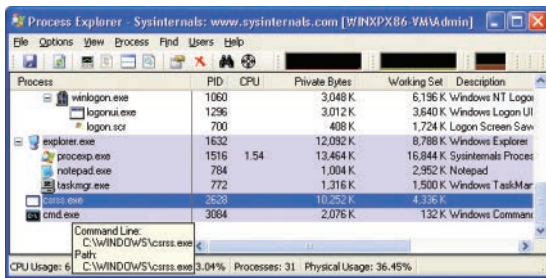 Process Explorer - Sysinternals: www.sysinternals.com [WINXPX86-VM\Admin]
File Options View Process Find Users Help
Process PID CPU Private Bytes Working Set Description
winlogon.exe 1060 3,048 K 6,196 K Windows NT Logor
logonui.exe 1296 3,012 K 3,640 K Windows Logon UI
logon.scr 700 408 K 1,724 K Logon Screen Save
explorer.exe 1632 12,092 K 8,788 K Windows Explorer
procexp.exe 1516 1.54 13,464 K 16,844 K Sysinternals Proces
notepad.exe 784 1,004 K 2,952 K Notepad
taskmgr.exe 772 1,316 K 1,500 K Windows TaskMar
csrss.exe 2628 10,252 K 4,336 K
cmd.exe 3084 2,076 K 132 K Windows Comman
Command Line:
C:\WINDOWS\csrss.exe
Path:
C:\WINDOWS\csrss.exe
CPU Usage: 6 3.04% Processes: 31 Physical Usage: 36.45%